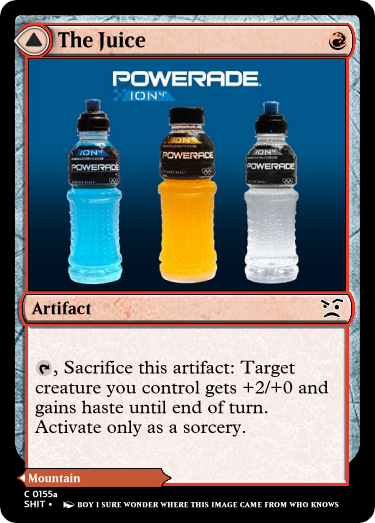 The Juice
POWERADE
ION4
ION4
POWERADE
ION4
POWERADE
ION4
POWERADE
Artifact
, Sacrifice this artifact: Target
creature you control gets +2/+0 and
gains haste until end of turn.
Activate only as a sorcery.
Mountain
C 0155a
SHIT • BOY I SURE WONDER WHERE THIS IMAGE CAME FROM WHO KNOWS